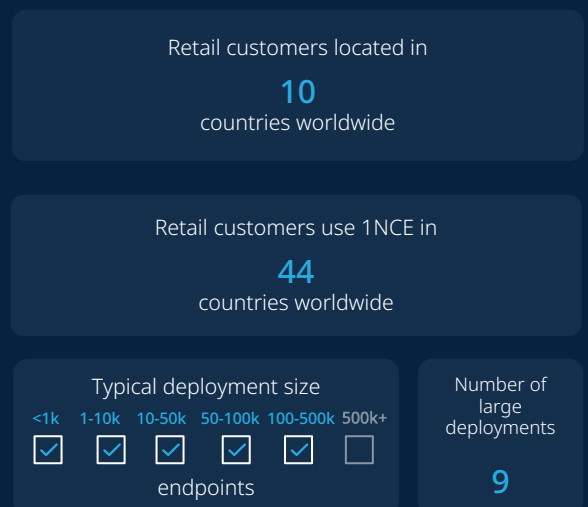 Retail customers located in
10
countries worldwide
Retail customers use 1NCE in
44
countries worldwide
Typical deployment size
<1k 1-10k 10-50k 50-100k 100-500k 500k+
endpoints
Number of
large
deployments
9